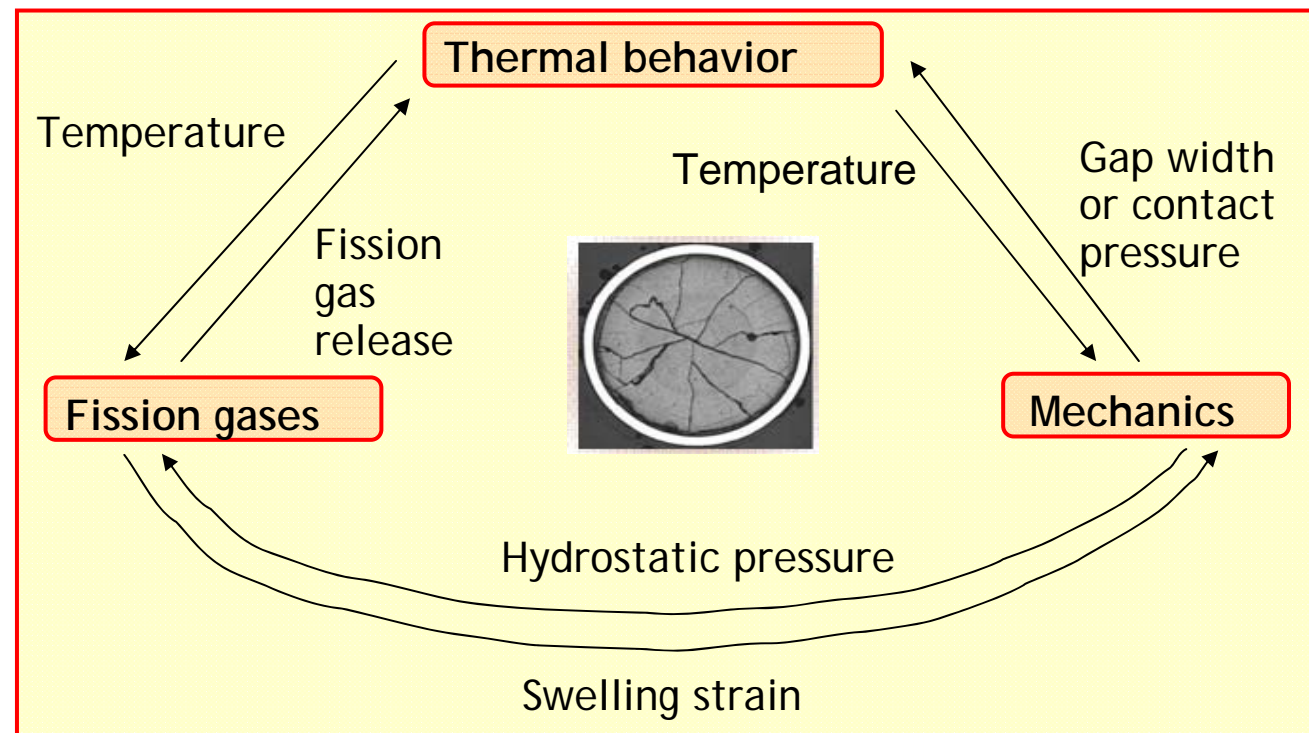 Thermal behavior
Temperature
Temperature
Gap width
or contact
pressure
Fission
gas
release
Fission gases
Mechanics
Hydrostatic pressure
Swelling strain